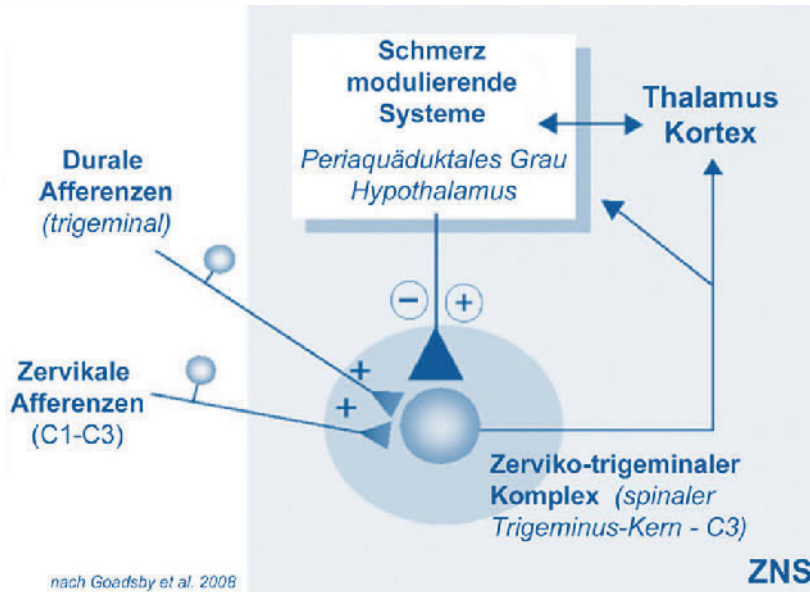 Schmerz
modulierende
Systeme
Periaquäduktales Grau
Hypothalamus
Thalamus
Kortex
Durale
Afferenzen
(trigeminal)
− +
+
+
Zervikale
Afferenzen
(C1-C3)
Zerviko-trigeminaler
Komplex (spinaler
Trigeminus-Kern - C3)
nach Goadsby et al. 2008
ZNS